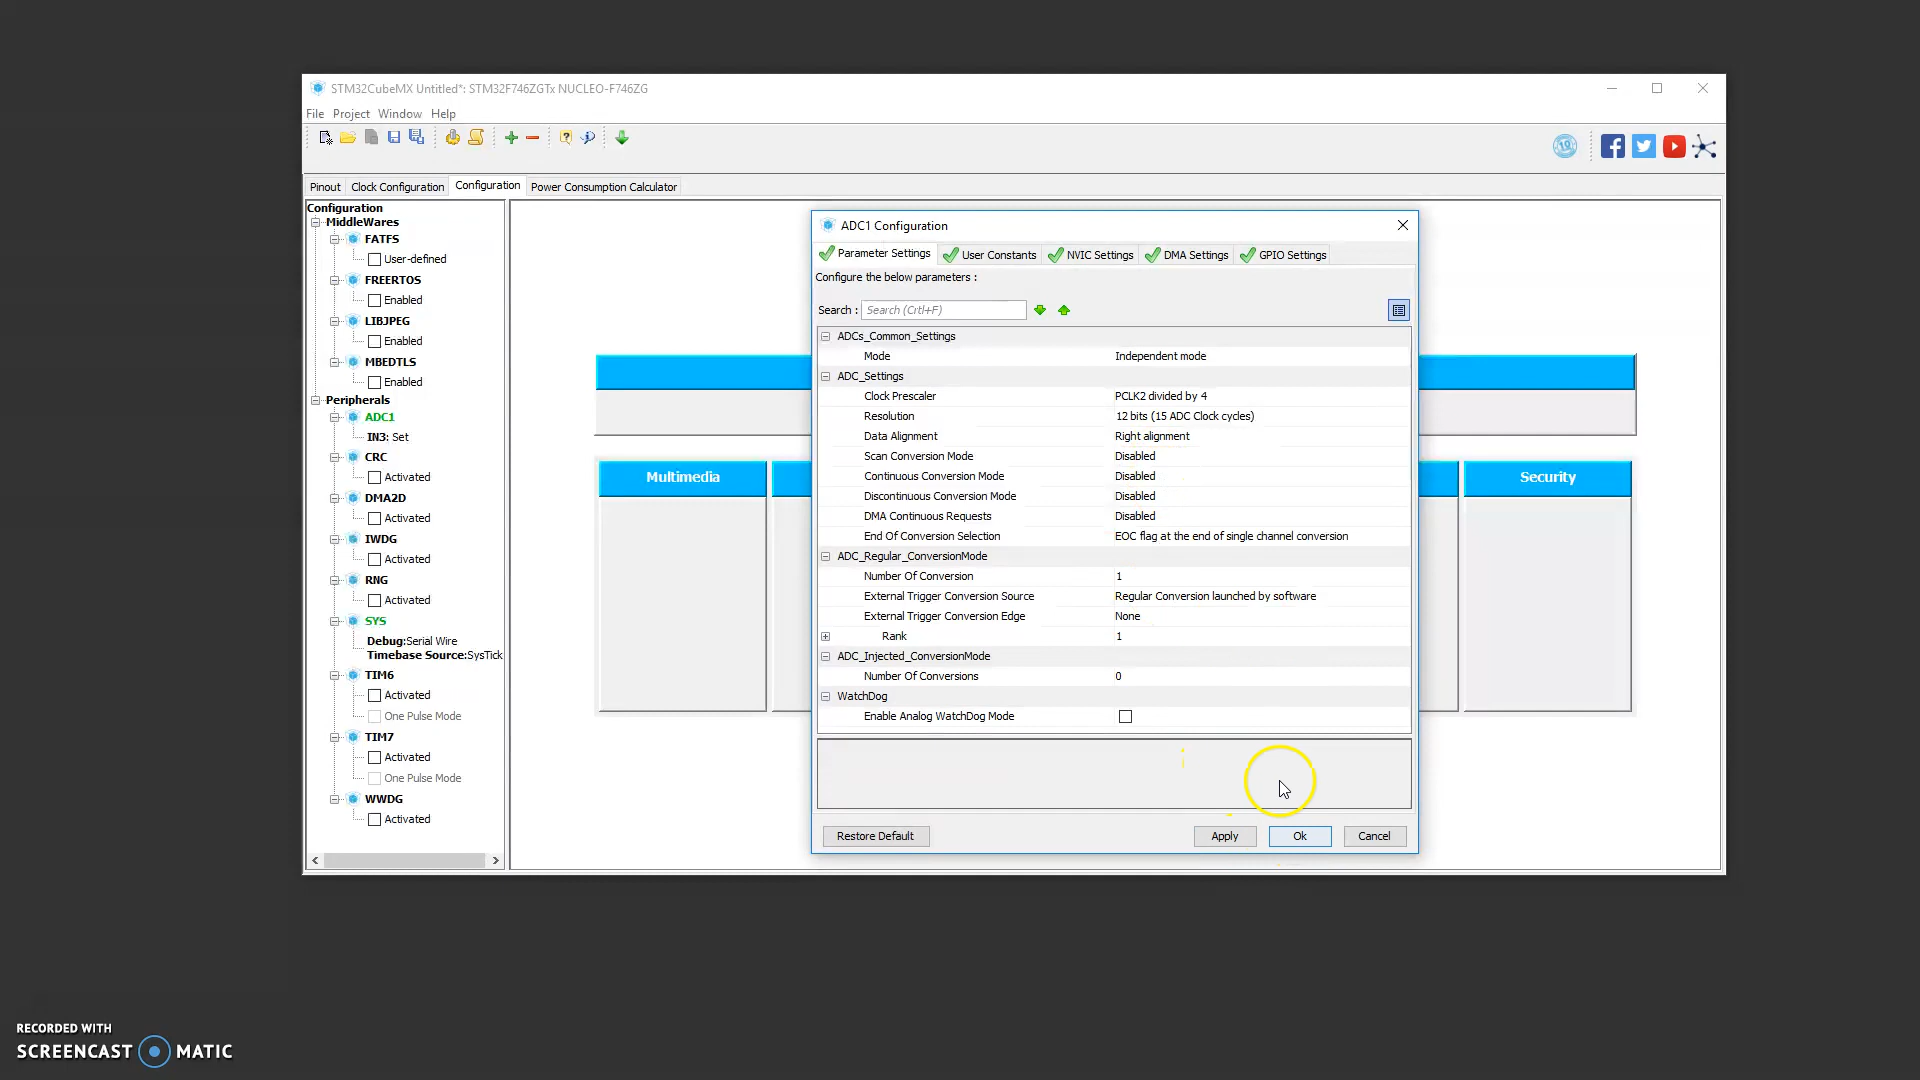 STM32CubeMX Untitled*: STM32F746ZGTx NUCLEO-F746ZG
File Project Window Help
Pinout Clock Configuration Configuration Power Consumption Calculator
Configuration
MiddleWares
FATFS
User-defined
FREERTOS
Enabled
LIBJPEG
Enabled
MBEDTLS
Enabled
Peripherals
ADC1
IN3: Set
CRC
Activated
DMA2D
Activated
IWDG
Activated
RNG
Activated
SYS
Debug:Serial Wire
Timebase Source:SysTick
TIM6
Activated
One Pulse Mode
TIM7
Activated
One Pulse Mode
WWDG
Activated
Multimedia
Security
ADC1 Configuration
Parameter Settings User Constants NVIC Settings DMA Settings GPIO Settings
Configure the below parameters :
Search : Search (Crtl+F)
ADCs_Common_Settings
Mode Independent mode
ADC_Settings
Clock Prescaler PCLK2 divided by 4
Resolution 12 bits (15 ADC Clock cycles)
Data Alignment Right alignment
Scan Conversion Mode Disabled
Continuous Conversion Mode Disabled
Discontinuous Conversion Mode Disabled
DMA Continuous Requests Disabled
End Of Conversion Selection EOC flag at the end of single channel conversion
ADC_Regular_ConversionMode
Number Of Conversion 1
External Trigger Conversion Source Regular Conversion launched by software
External Trigger Conversion Edge None
Rank 1
ADC_Injected_ConversionMode
Number Of Conversions 0
WatchDog
Enable Analog WatchDog Mode
Restore Default Apply Ok Cancel
RECORDED WITH
SCREENCAST MATIC